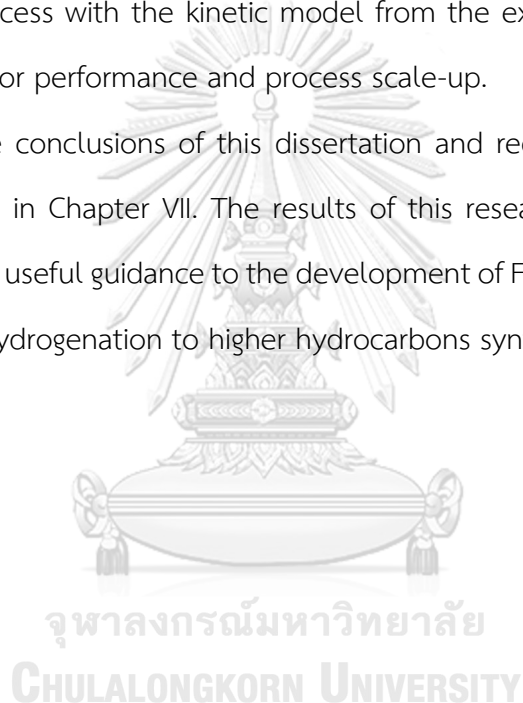 cess with the kinetic model from the ex
or performance and process scale-up.
e conclusions of this dissertation and re
in Chapter VII. The results of this resea
useful guidance to the development of F
ydrogenation to higher hydrocarbons syn
จุฬาลงกรณ์มหาวิทยาลัย
CHULALONGKORN UNIVERSITY